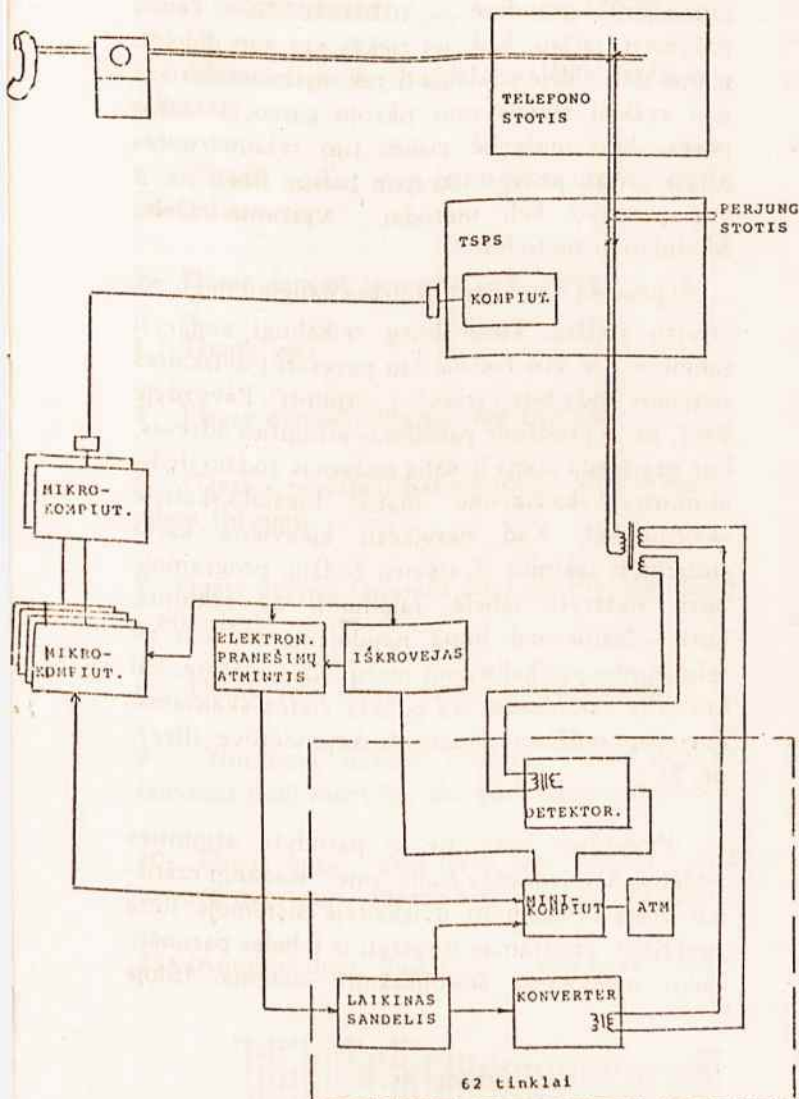 TELEFONO
STOTIS
PERJUNG
STOTIS
TSPS
KOMPIUT.
MIKRO-
KOMPIUT.
MIKRO-
KOMPIUT.
ELEKTRON.
PRANEŠIMŲ
ATMINTIS
IŠKROVEJAS
DETEKTOR.
MINI-
KOMPIUT
ATM
LAIKINAS
SANDELIS
KONVERTER
62 tinklai